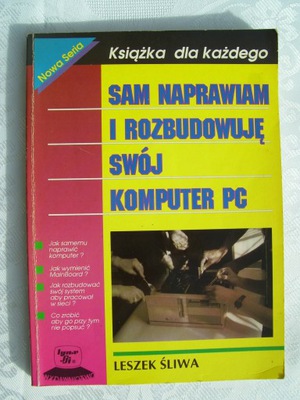 Nowa Seria
Książka dla każdego
SAM NAPRAWIAM
I ROZBUDOWUJĘ
SWÓJ
KOMPUTER PC
Jak samemu
naprawić
komputer ?
Jak wymienić
MainBoard ?
Jak rozbudować
swój system
aby pracował
w sieci ?
Co zrobić
aby go przy tym
nie popsuć ?
LESZEK ŚLIWA